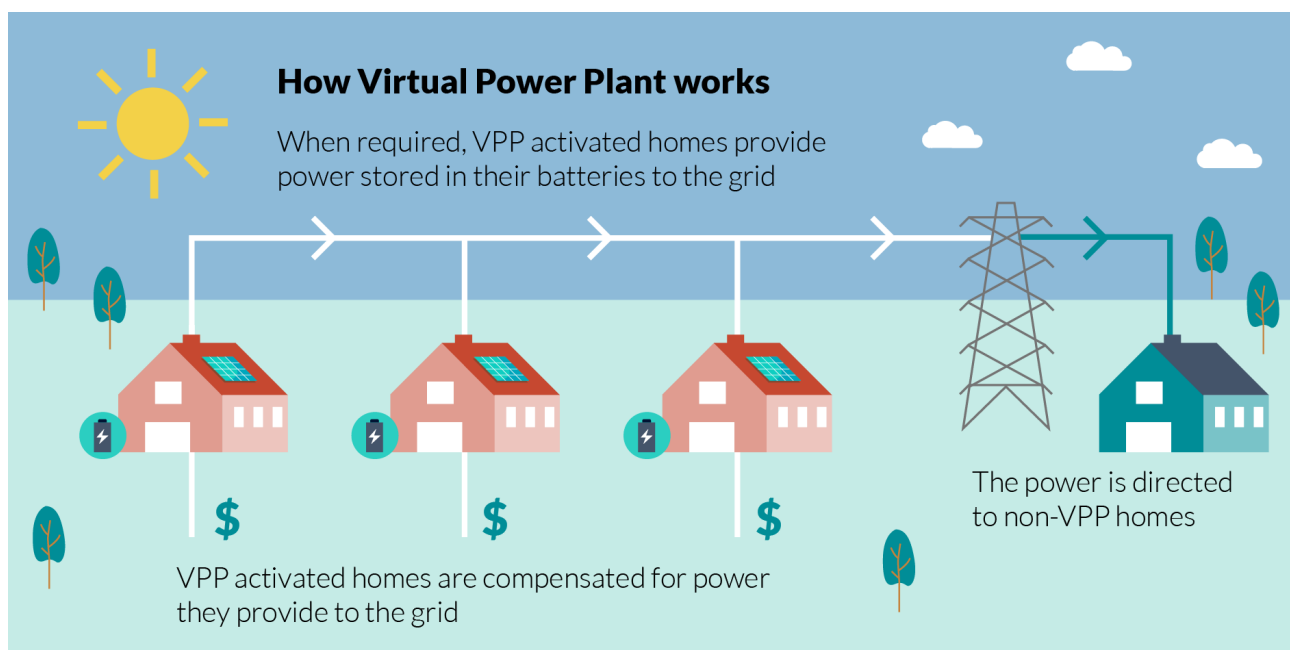 How Virtual Power Plant works
When required, VPP activated homes provide
power stored in their batteries to the grid
$ $ $
The power is directed
to non-VPP homes
VPP activated homes are compensated for power
they provide to the grid